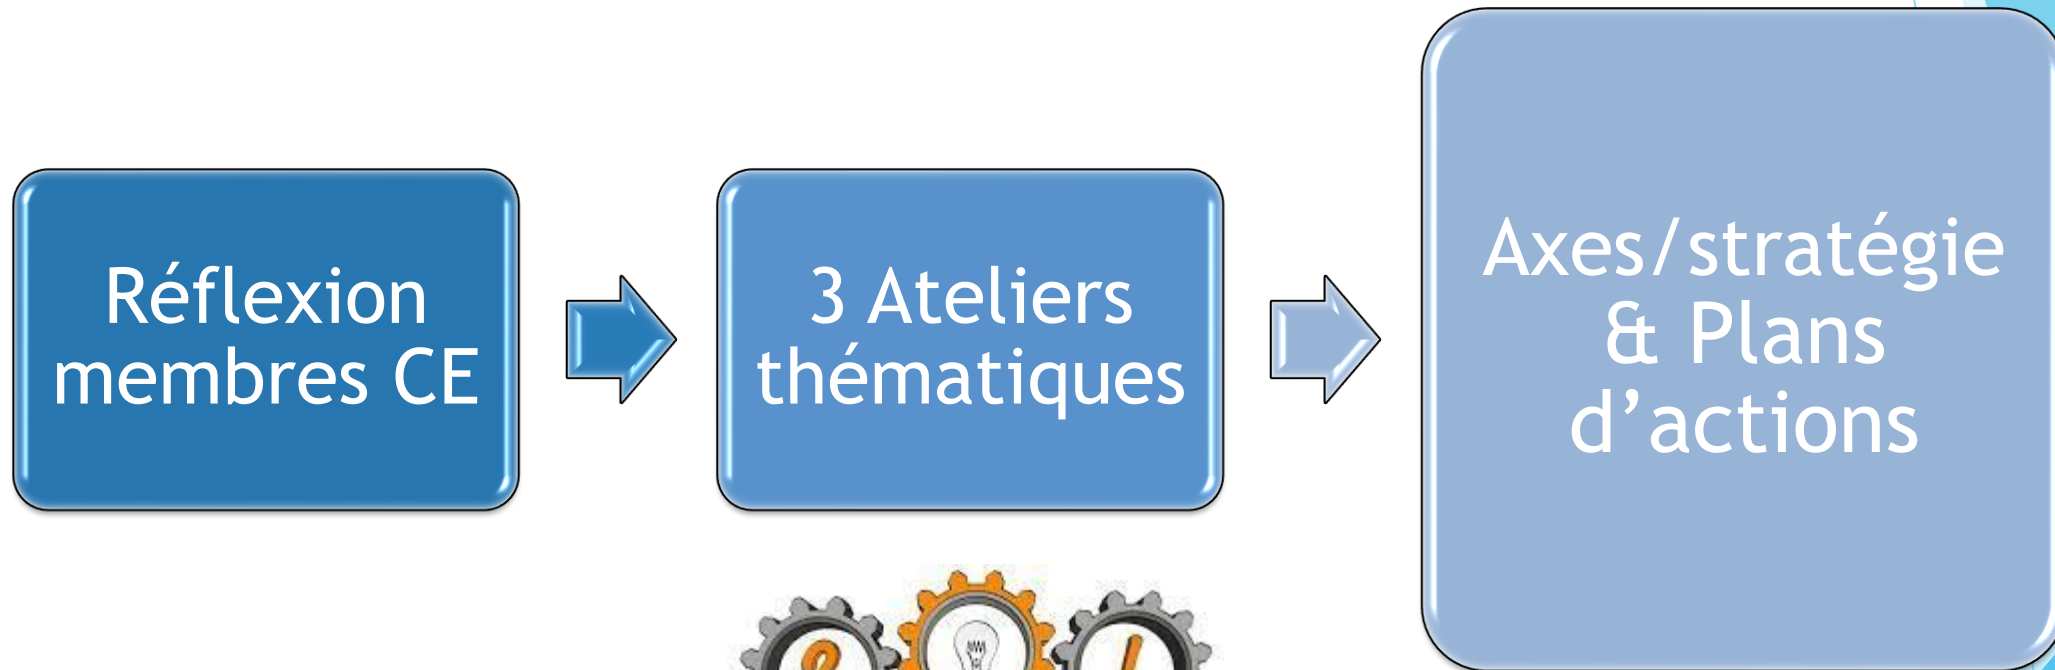 Réflexion
membres CE
3 Ateliers
thématiques
Axes/stratégie
& Plans
d’actions